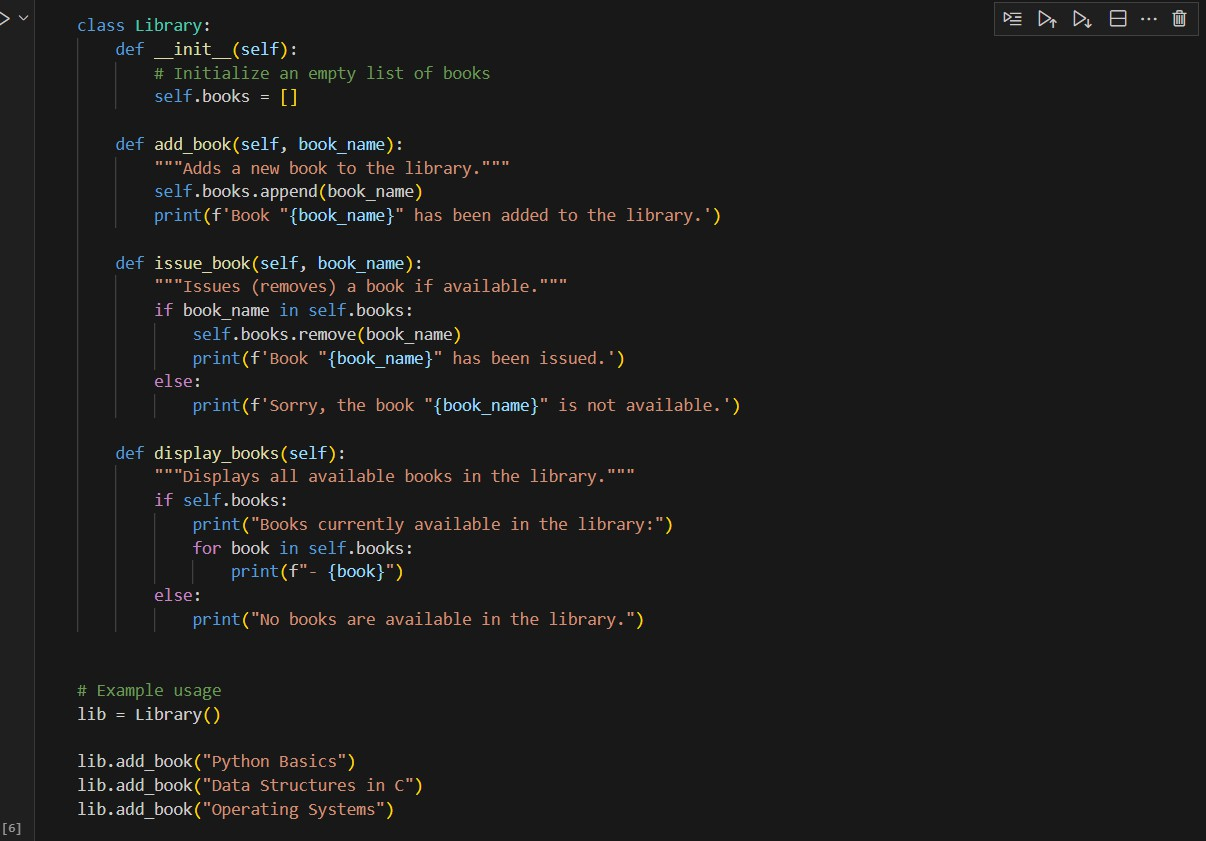 class Library:
    def __init__(self):
        # Initialize an empty list of books
        self.books = []

    def add_book(self, book_name):
        """Adds a new book to the library."""
        self.books.append(book_name)
        print(f'Book "{book_name}" has been added to the library.')

    def issue_book(self, book_name):
        """Issues (removes) a book if available."""
        if book_name in self.books:
            self.books.remove(book_name)
            print(f'Book "{book_name}" has been issued.')
        else:
            print(f'Sorry, the book "{book_name}" is not available.')

    def display_books(self):
        """Displays all available books in the library."""
        if self.books:
            print("Books currently available in the library:")
            for book in self.books:
                print(f"- {book}")
        else:
            print("No books are available in the library.")


# Example usage
lib = Library()

lib.add_book("Python Basics")
lib.add_book("Data Structures in C")
lib.add_book("Operating Systems")
[6]